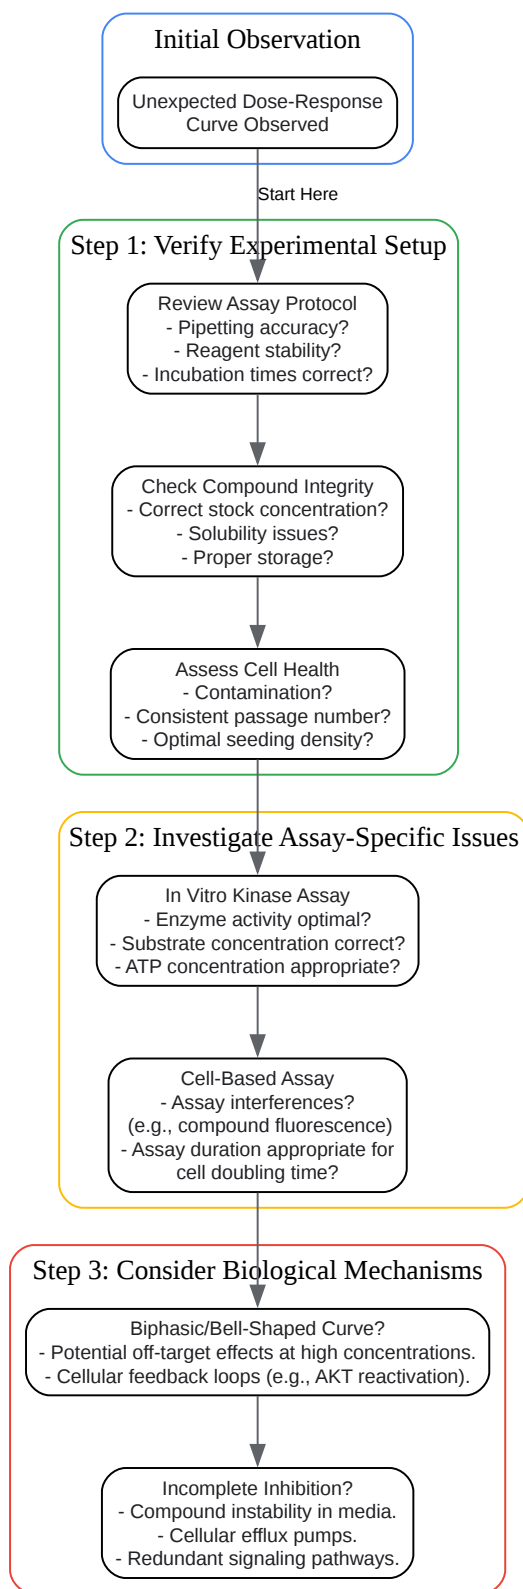 Initial Observation
Unexpected Dose-Response
Curve Observed
Start Here
Step 1: Verify Experimental Setup
Review Assay Protocol
- Pipetting accuracy?
- Reagent stability?
- Incubation times correct?
Check Compound Integrity
- Correct stock concentration?
- Solubility issues?
- Proper storage?
Assess Cell Health
- Contamination?
- Consistent passage number?
- Optimal seeding density?
Step 2: Investigate Assay-Specific Issues
In Vitro Kinase Assay
- Enzyme activity optimal?
- Substrate concentration correct?
- ATP concentration appropriate?
Cell-Based Assay
- Assay interferences?
(e.g., compound fluorescence)
- Assay duration appropriate for
cell doubling time?
Step 3: Consider Biological Mechanisms
Biphasic/Bell-Shaped Curve?
- Potential off-target effects at high concentrations.
- Cellular feedback loops (e.g., AKT reactivation).
Incomplete Inhibition?
- Compound instability in media.
- Cellular efflux pumps.
- Redundant signaling pathways.